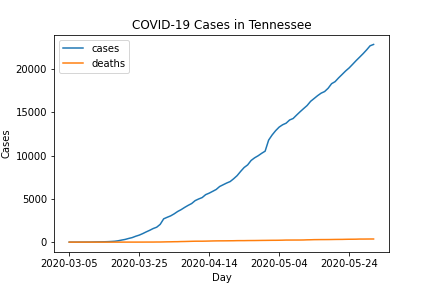 COVID-19 Cases in Tennessee
cases
deaths
20000
15000
10000
5000
0
Cases
2020-03-05 2020-03-25 2020-04-14 2020-05-04 2020-05-24
Day